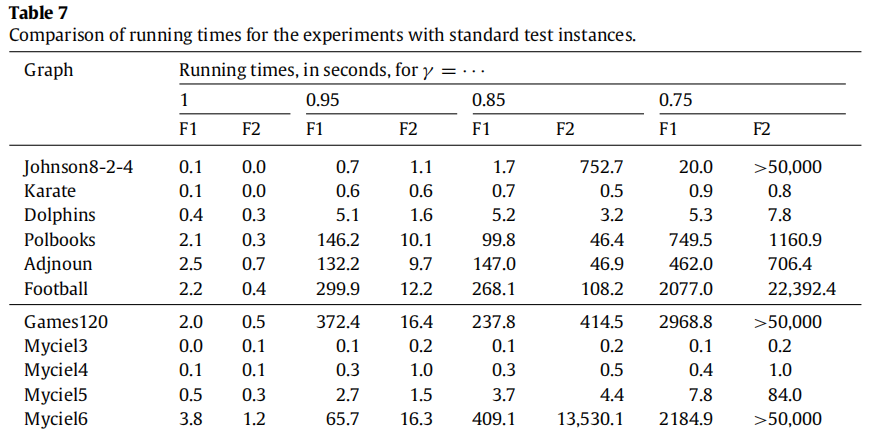 Table 7
Comparison of running times for the experiments with standard test instances.
Graph Running times, in seconds, for γ = ···
1 0.95 0.85 0.75
F1 F2 F1 F2 F1 F2 F1 F2
Johnson8-2-4 0.1 0.0 0.7 1.1 1.7 752.7 20.0 >50,000
Karate 0.1 0.0 0.6 0.6 0.7 0.5 0.9 0.8
Dolphins 0.4 0.3 5.1 1.6 5.2 3.2 5.3 7.8
Polbooks 2.1 0.3 146.2 10.1 99.8 46.4 749.5 1160.9
Adjnoun 2.5 0.7 132.2 9.7 147.0 46.9 462.0 706.4
Football 2.2 0.4 299.9 12.2 268.1 108.2 2077.0 22,392.4
Games120 2.0 0.5 372.4 16.4 237.8 414.5 2968.8 >50,000
Myciel3 0.0 0.1 0.1 0.2 0.1 0.2 0.1 0.2
Myciel4 0.1 0.1 0.3 1.0 0.3 0.5 0.4 1.0
Myciel5 0.5 0.3 2.7 1.5 3.7 4.4 7.8 84.0
Myciel6 3.8 1.2 65.7 16.3 409.1 13,530.1 2184.9 >50,000